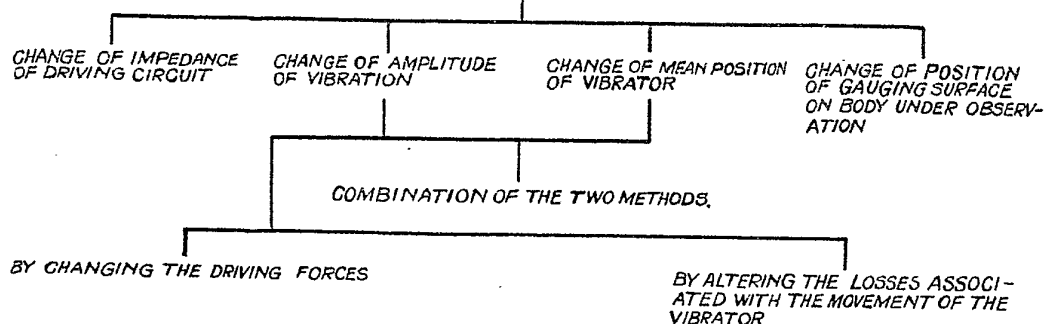 CHANGE OF IMPEDANCE
OF DRIVING CIRCUIT
CHANGE OF AMPLITUDE
OF VIBRATION
CHANGE OF MEAN POSITION
OF VIBRATOR
CHANGE OF POSITION
OF GAUGING SURFACE
ON BODY UNDER OBSERV-
ATION
COMBINATION OF THE TWO METHODS.
BY CHANGING THE DRIVING FORCES
BY ALTERING THE LOSSES ASSOCI-
ATED WITH THE MOVEMENT OF THE
VIBRATOR